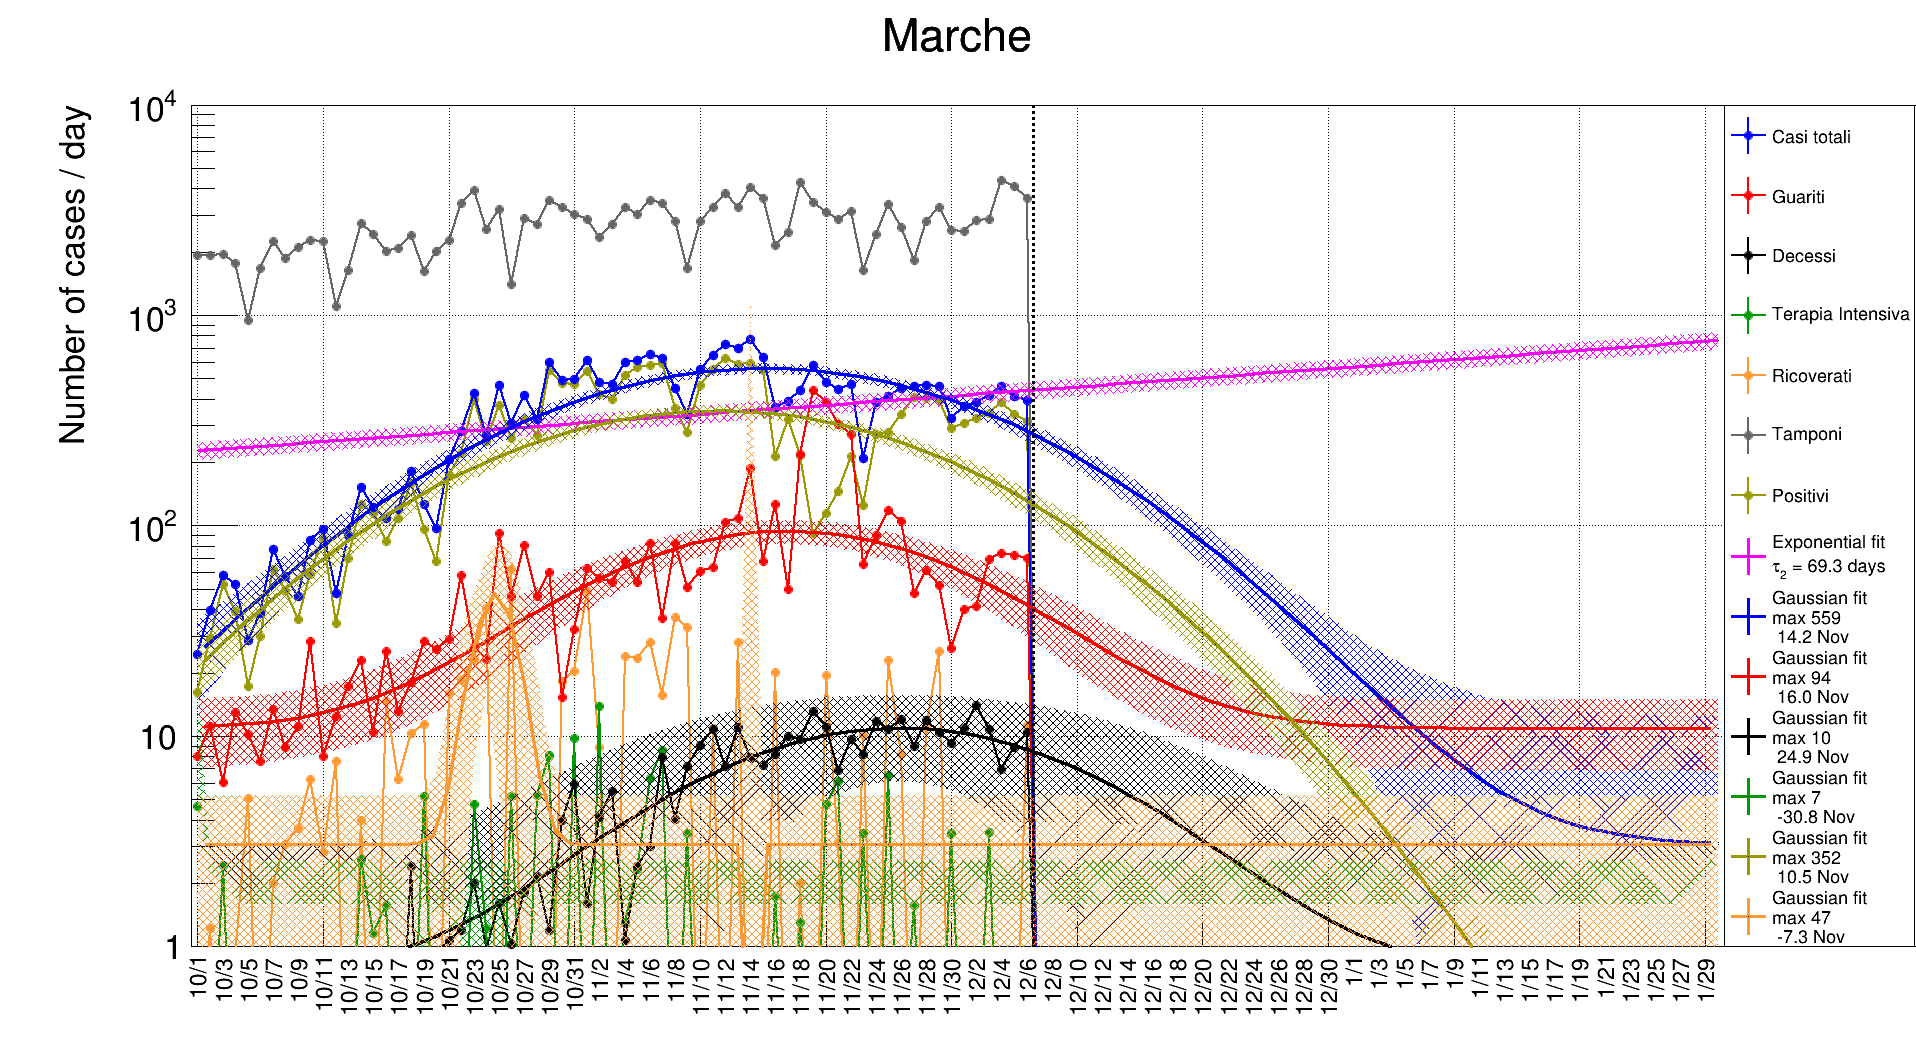 Marche
Number of cases / day
10^4
10^3
10^2
10
1
10/1 10/3 10/5 10/7 10/9 10/11 10/13 10/15 10/17 10/19 10/21 10/23 10/25 10/27 10/29 10/31 11/2 11/4 11/6 11/8 11/10 11/12 11/14 11/16 11/18 11/20 11/22 11/24 11/26 11/28 11/30 12/2 12/4 12/6 12/8 12/10 12/12 12/14 12/16 12/18 12/20 12/22 12/24 12/26 12/28 12/30 1/1 1/3 1/5 1/7 1/9 1/11 1/13 1/15 1/17 1/19 1/21 1/23 1/25 1/27 1/29
Casi totali
Guariti
Decessi
Terapia Intensiva
Ricoverati
Tamponi
Positivi
Exponential fit
τ2 = 69.3 days
Gaussian fit
max 559
14.2 Nov
Gaussian fit
max 94
16.0 Nov
Gaussian fit
max 10
24.9 Nov
Gaussian fit
max 7
-30.8 Nov
Gaussian fit
max 352
10.5 Nov
Gaussian fit
max 47
-7.3 Nov